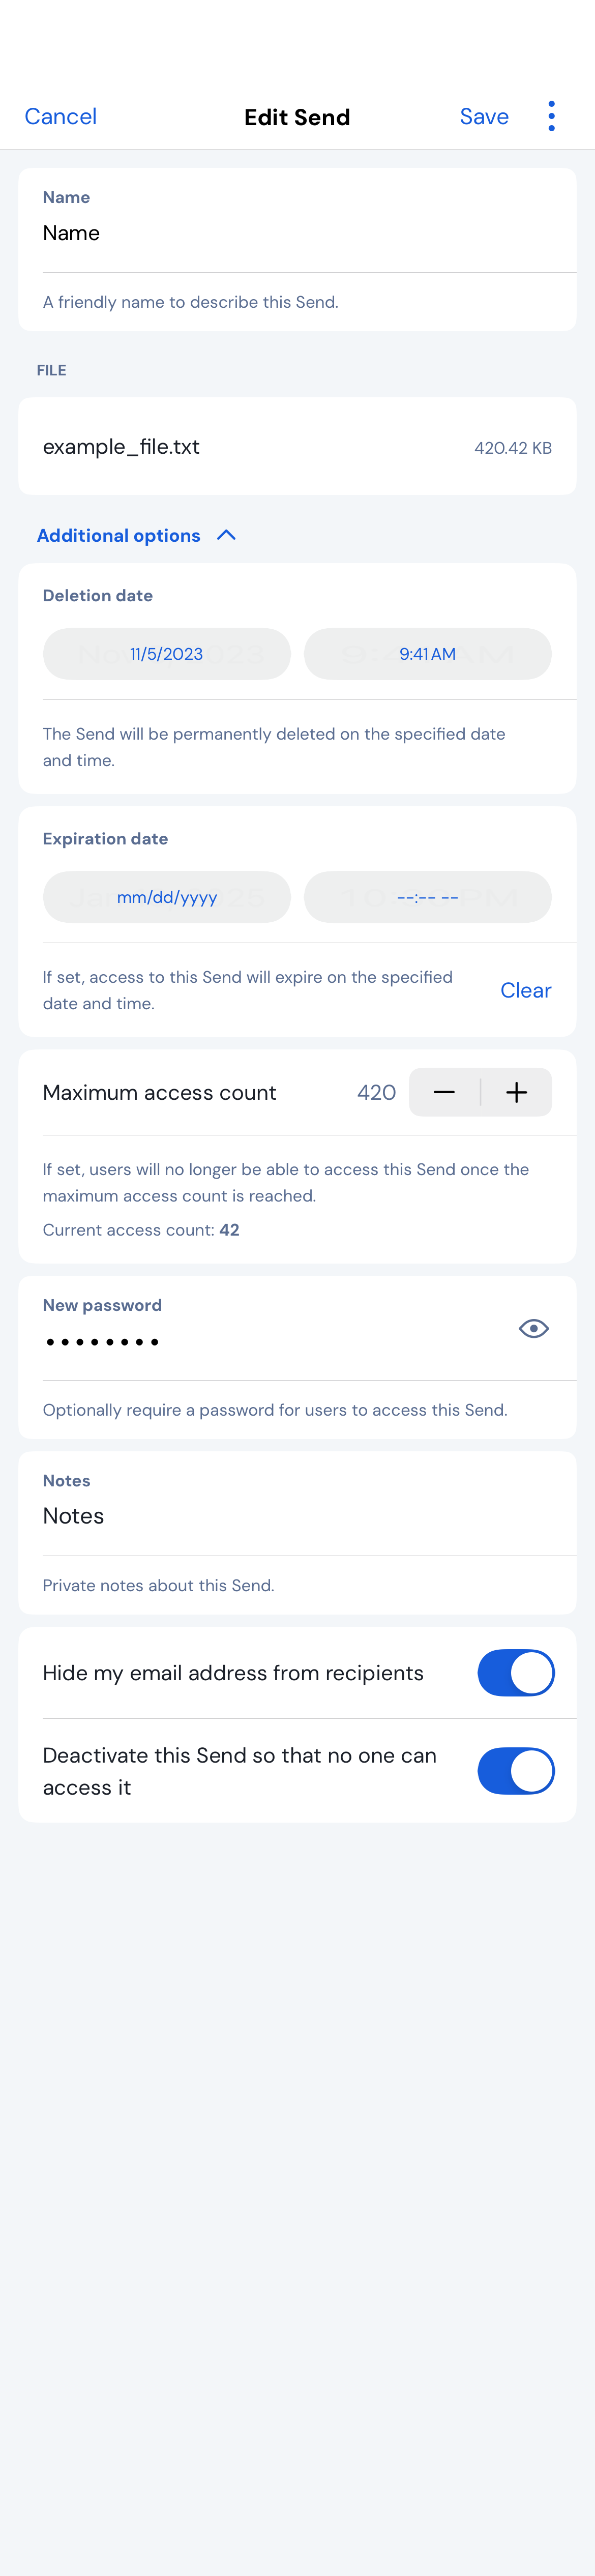 Cancel Edit Send Save
Name
Name
A friendly name to describe this Send.
FILE
example_file.txt 420.42 KB
Additional options
Deletion date
11/5/2023 9:41 AM
The Send will be permanently deleted on the specified date
and time.
Expiration date
mm/dd/yyyy --:-- --
If set, access to this Send will expire on the specified
date and time.
Clear
Maximum access count 420
If set, users will no longer be able to access this Send once the
maximum access count is reached.
Current access count: 42
New password
••••••••
Optionally require a password for users to access this Send.
Notes
Notes
Private notes about this Send.
Hide my email address from recipients
Deactivate this Send so that no one can
access it